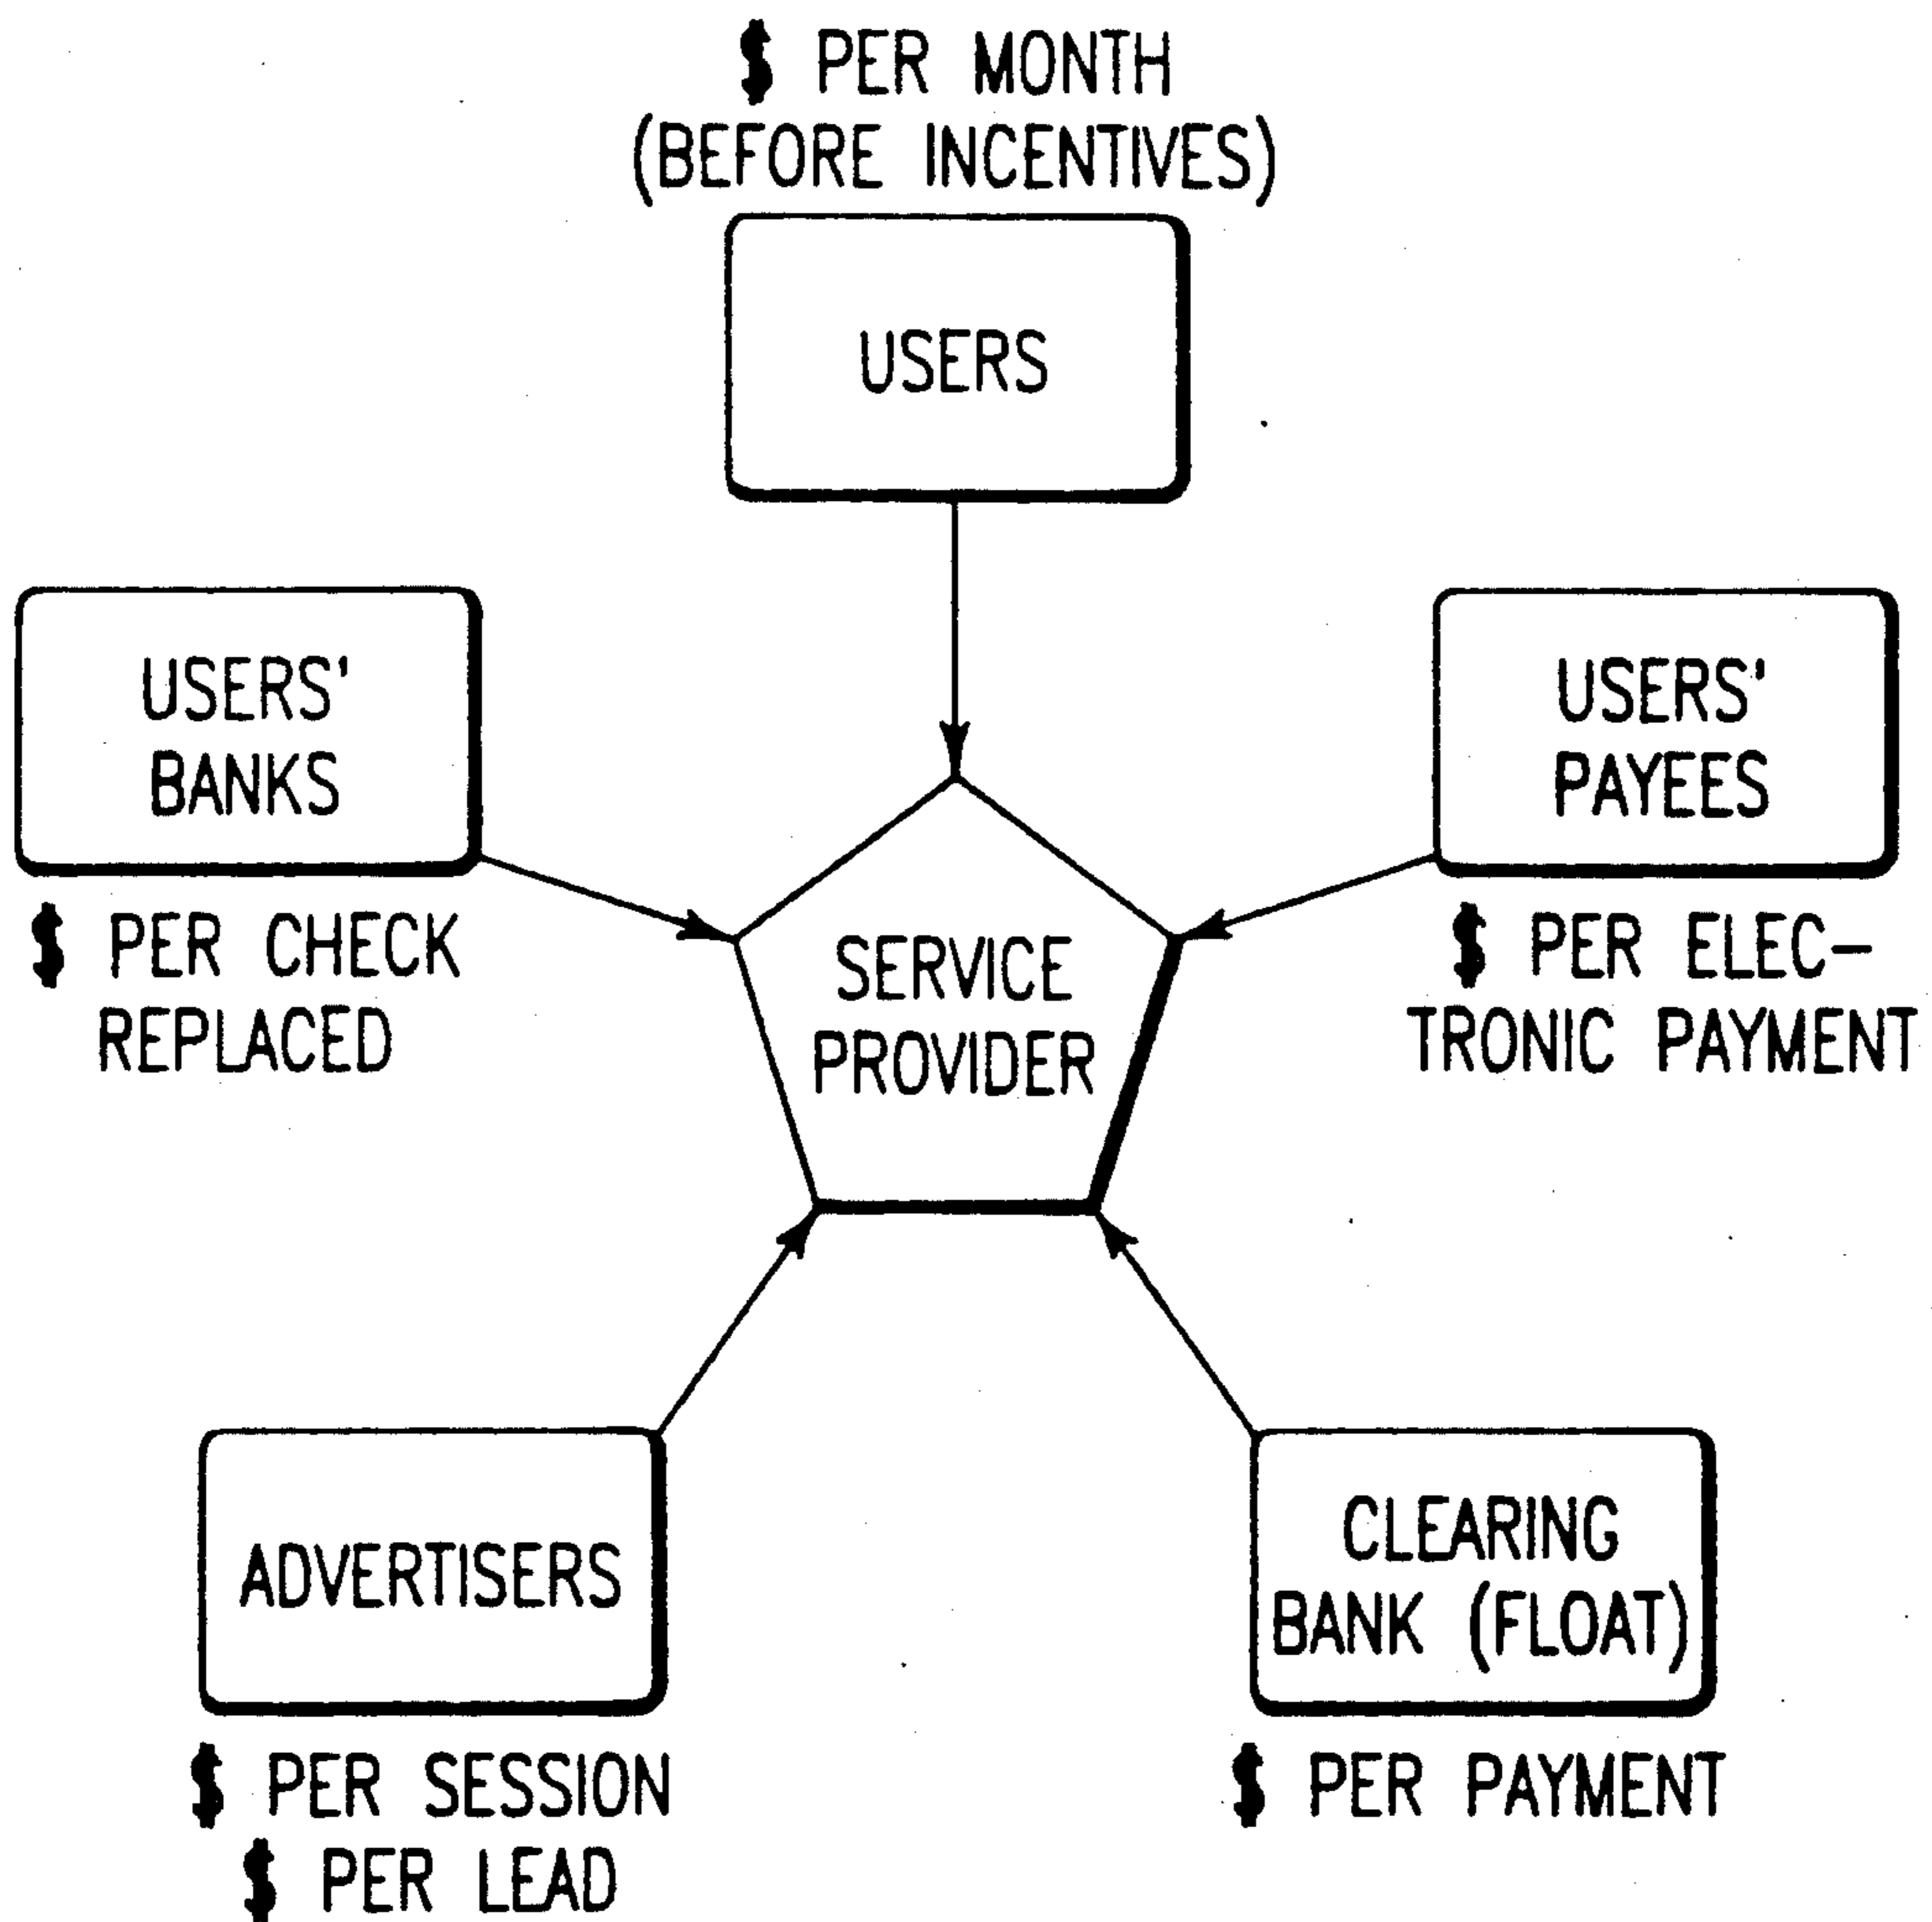 $ PER MONTH
(BEFORE INCENTIVES)
USERS
USERS'
BANKS
$ PER CHECK
REPLACED
USERS'
PAYEES
$ PER ELEC-
TRONIC PAYMENT
SERVICE
PROVIDER
ADVERTISERS
$ PER SESSION
$ PER LEAD
CLEARING
BANK (FLOAT)
$ PER PAYMENT